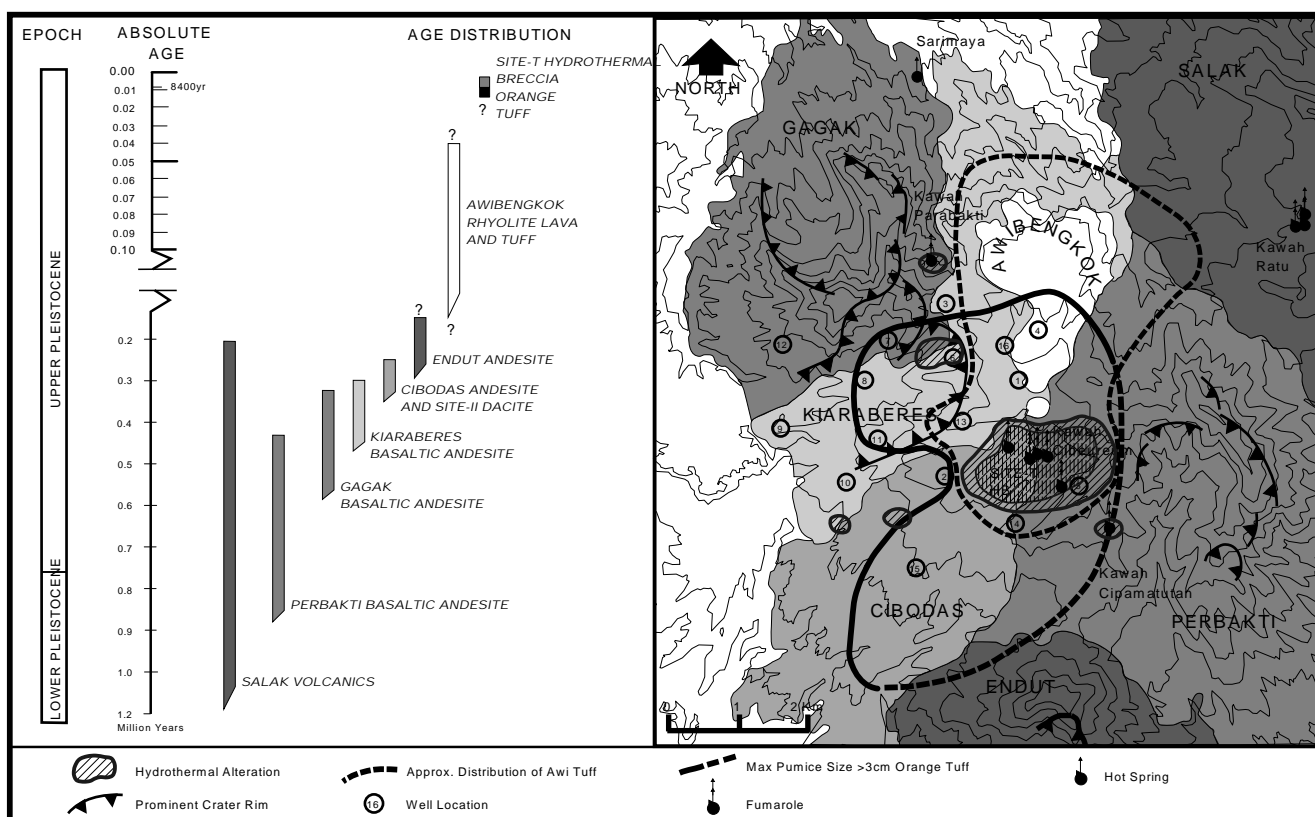 EPOCH
ABSOLUTE
AGE
AGE DISTRIBUTION
UPPER PLEISTOCENE
LOWER PLEISTOCENE
0.00
8400yr
0.01
0.02
0.03
0.04
0.05
0.06
0.07
0.08
0.09
0.10
0.2
0.3
0.4
0.5
0.6
0.7
0.8
0.9
1.0
1.2
Million Years
SITE-T HYDROTHERMAL
BRECCIA
ORANGE
? TUFF
?
AWIBENGKOK
RHYOLITE LAVA
AND TUFF
?
?
ENDUT ANDESITE
CIBODAS ANDESITE
AND SITE-II DACITE
KIARABERES
BASALTIC ANDESITE
GAGAK
BASALTIC ANDESITE
PERBAKTI BASALTIC ANDESITE
SALAK VOLCANICS
NORTH
Sarimaya
SALAK
GAGAK
Kawah
Parabakti
AWIBENGKOK
Kawah
Ratu
3
4
12
7
16
8
1
KIARABERES
9
11
13
10
2
4
15
Kawah
Cipamatutah
CIBODAS
PERBAKTI
ENDUT
0 1 2 Km
Hydrothermal Alteration
Approx. Distribution of Awi Tuff
Max Pumice Size >3cm Orange Tuff
Hot Spring
Prominent Crater Rim
16
Well Location
Fumarole